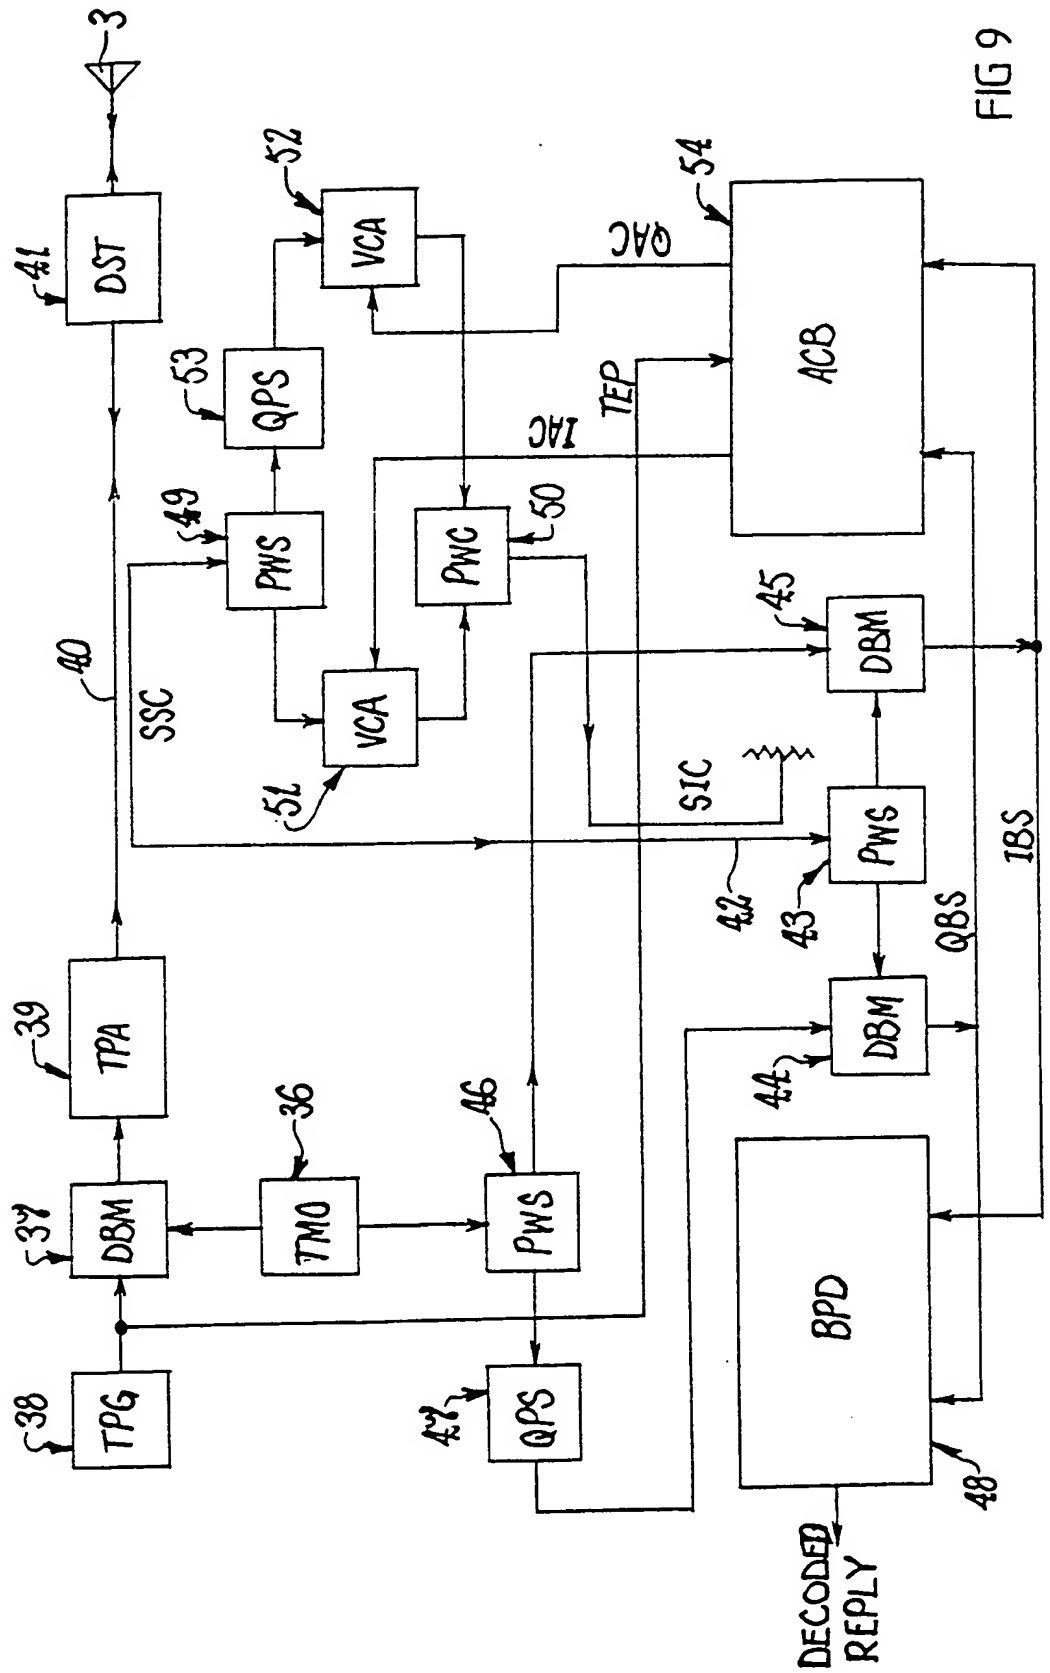 38
TPG
37
DBM
39
TPA
40
41
DST
3
SSC
36
TMO
49
PWS
53
QPS
52
VCA
51
VCA
PWC
50
46
PWS
47
QPS
IAC
TEP
QAC
SIC
42
44
DBM
43
PWS
45
DBM
54
ACB
BPD
48
QBS
IBS
DECODED
REPLY
FIG 9